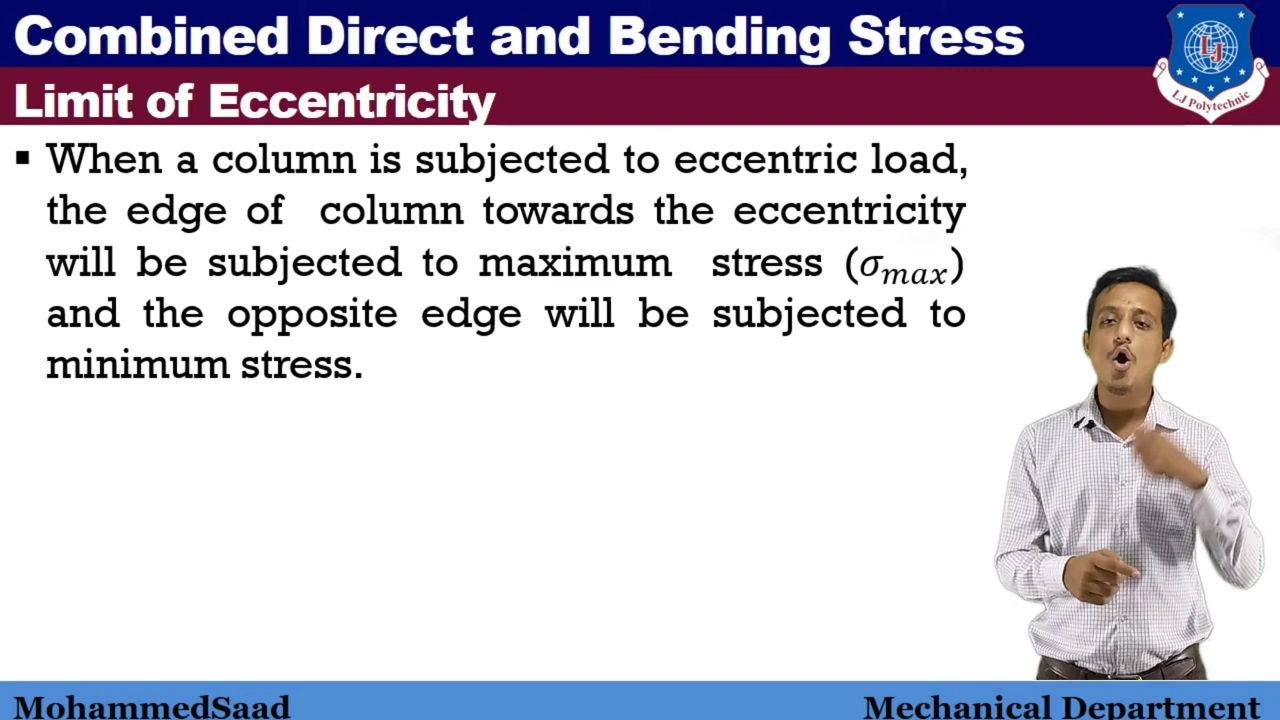 Combined Direct and Bending Stress
Limit of Eccentricity
LJ
L.J Polytechnic
▪ When a column is subjected to eccentric load,
the edge of column towards the eccentricity
will be subjected to maximum stress (σₘₐₓ)
and the opposite edge will be subjected to
minimum stress.
MohammedSaad
Mechanical Department